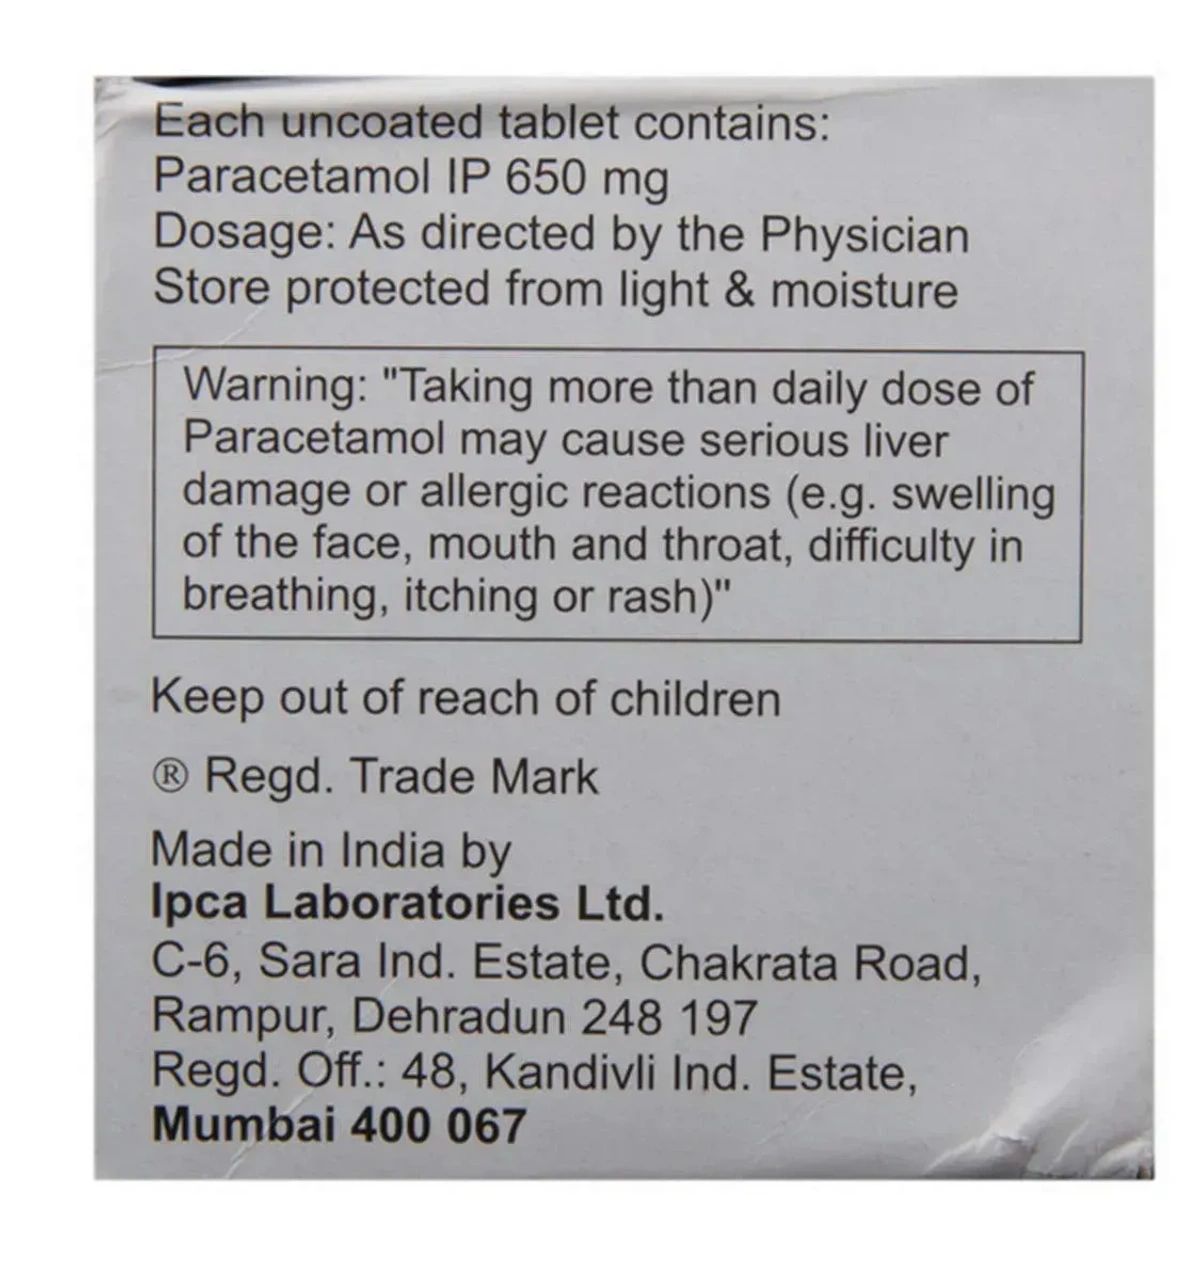 Each uncoated tablet contains:
Paracetamol IP 650 mg
Dosage: As directed by the Physician
Store protected from light & moisture
Warning: "Taking more than daily dose of
Paracetamol may cause serious liver
damage or allergic reactions (e.g. swelling
of the face, mouth and throat, difficulty in
breathing, itching or rash)"
Keep out of reach of children
® Regd. Trade Mark
Made in India by
Ipca Laboratories Ltd.
C-6, Sara Ind. Estate, Chakrata Road,
Rampur, Dehradun 248 197
Regd. Off.: 48, Kandivli Ind. Estate,
Mumbai 400 067